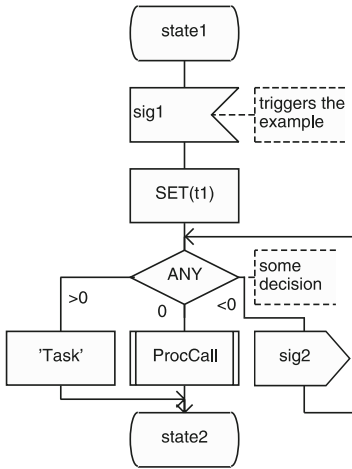 state1
sig1
triggers the
example
SET(t1)
ANY
some
decision
>0
0
<0
'Task'
ProcCall
sig2
state2